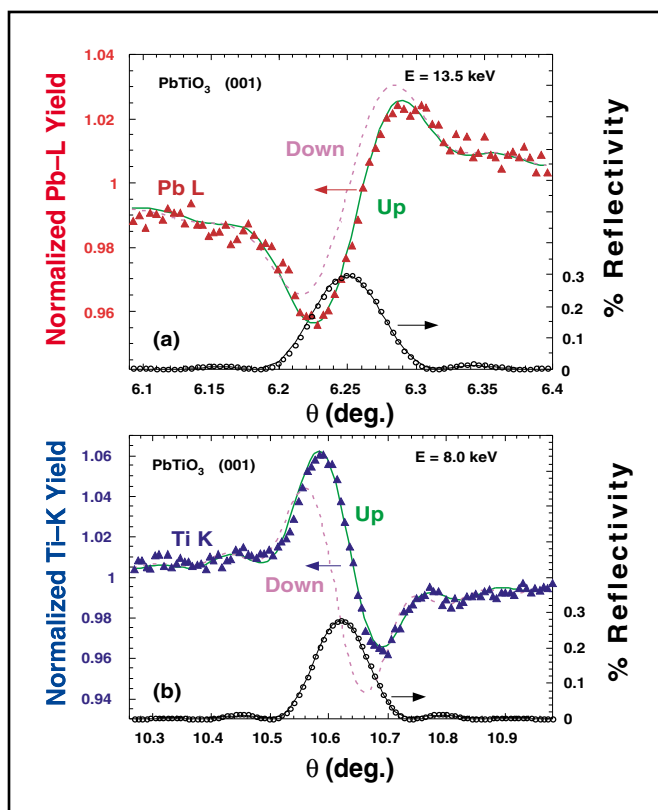 1.04
PbTiO3 (001)
E = 13.5 keV
1.02
Down
Pb L
1
Up
0.98
0.3
0.96
0.2
(a)
0.1
0
6.1 6.15 6.2 6.25 6.3 6.35 6.4
θ (deg.)
Normalized Pb–L Yield
% Reflectivity
1.06
PbTiO3 (001)
E = 8.0 keV
1.04
Up
1.02
Ti K
1
Down
0.98
0.3
0.96
0.2
(b)
0.1
0.94
0
10.3 10.4 10.5 10.6 10.7 10.8 10.9
θ (deg.)
Normalized Ti–K Yield
% Reflectivity